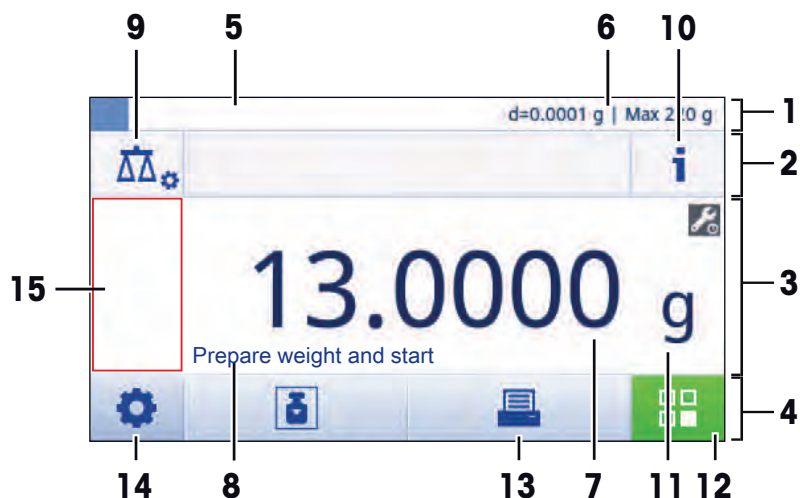 9 5 6 10
d=0.0001 g | Max 220 g 1
i 2
15 13.0000 g 3
Prepare weight and start
4
14 8 13 7 11 12